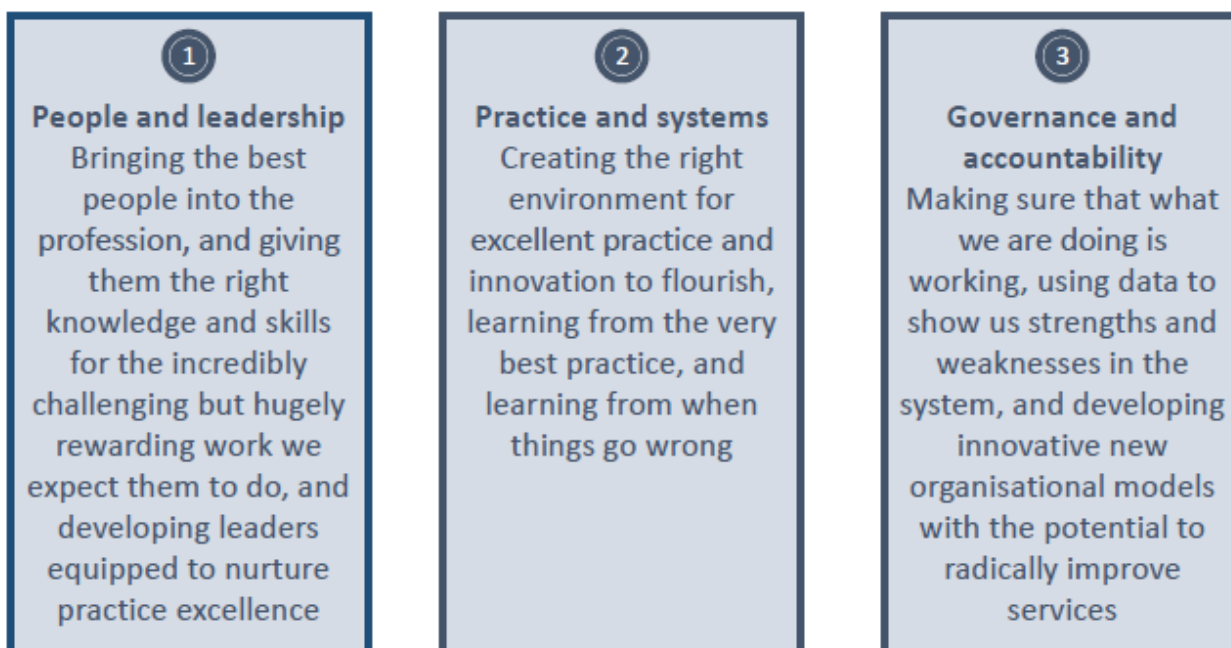 1
People and leadership
Bringing the best
people into the
profession, and giving
them the right
knowledge and skills
for the incredibly
challenging but hugely
rewarding work we
expect them to do, and
developing leaders
equipped to nurture
practice excellence
2
Practice and systems
Creating the right
environment for
excellent practice and
innovation to flourish,
learning from the very
best practice, and
learning from when
things go wrong
3
Governance and
accountability
Making sure that what
we are doing is
working, using data to
show us strengths and
weaknesses in the
system, and developing
innovative new
organisational models
with the potential to
radically improve
services